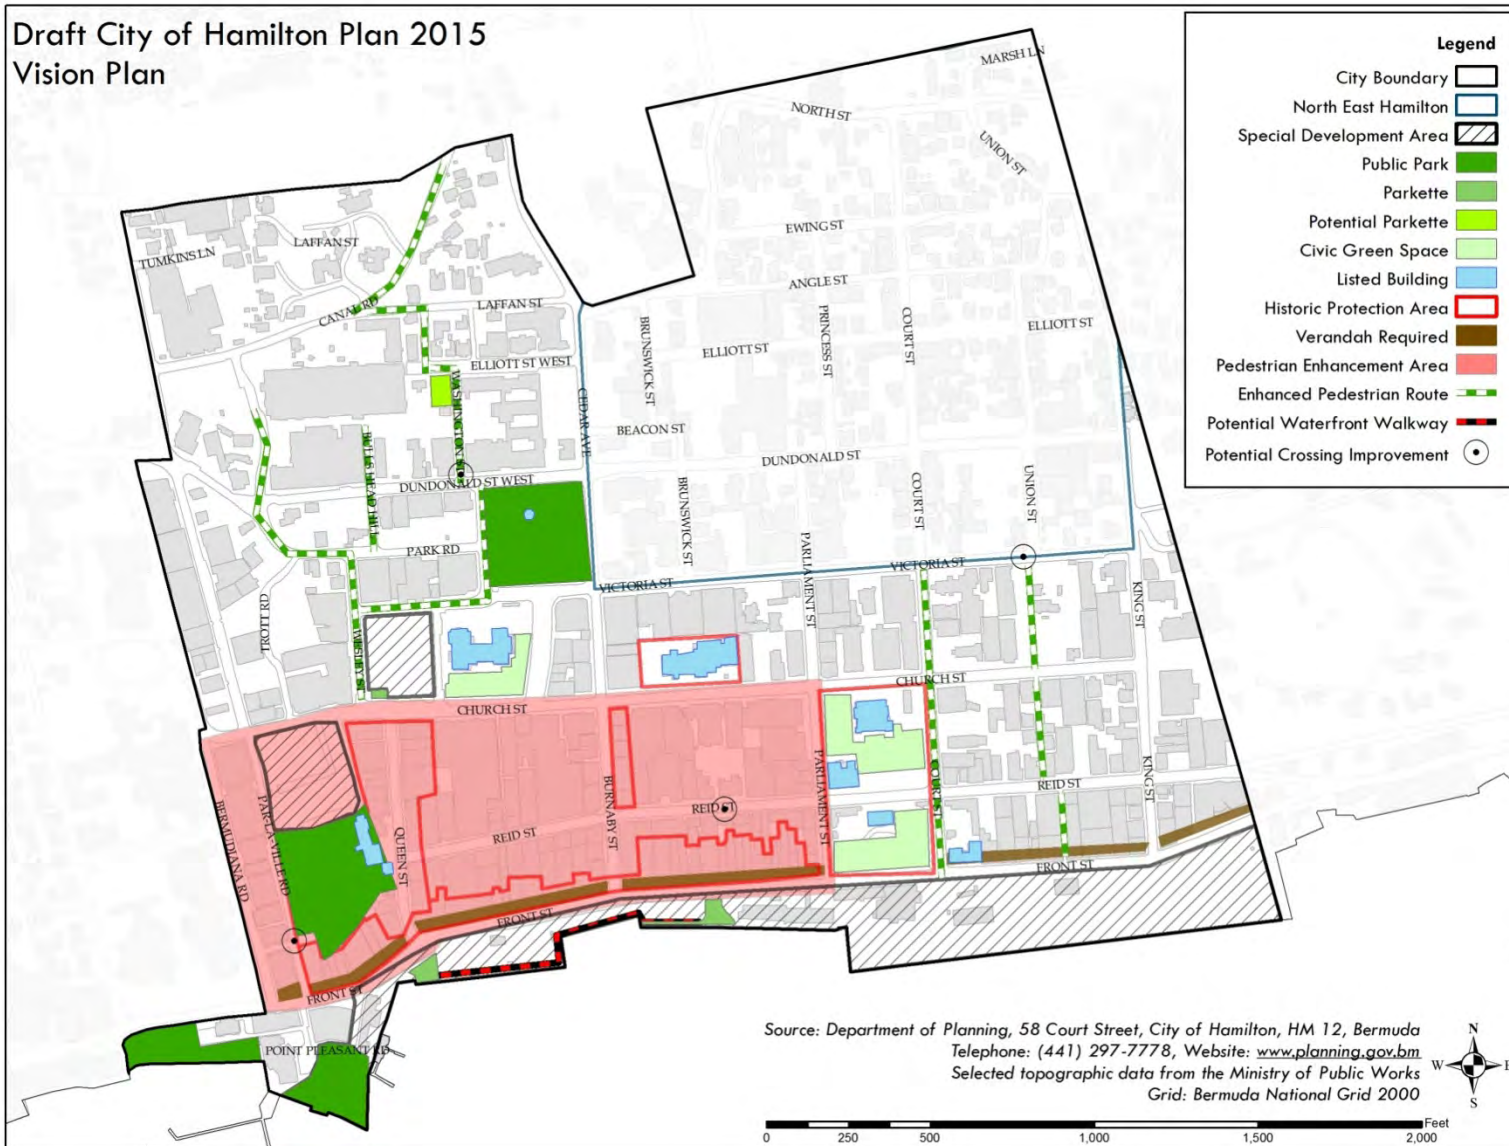 Draft City of Hamilton Plan 2015
Vision Plan
Legend
City Boundary
North East Hamilton
Special Development Area
Public Park
Parkette
Potential Parkette
Civic Green Space
Listed Building
Historic Protection Area
Verandah Required
Pedestrian Enhancement Area
Enhanced Pedestrian Route
Potential Waterfront Walkway
Potential Crossing Improvement
MARSH LN
NORTH ST
UNION ST
EWING ST
LAFFAN ST
TUMKINS LN
ANGLE ST
CANAL RD
LAFFAN ST
BRUNSWICK ST
PRINCESS ST
COURT ST
ELLIOTT ST
ELLIOTT ST
ELLIOTT ST WEST
CEDAR AVE
BEACON ST
BULLS HEAD HILL
DUNDONALD ST
DUNDONALD ST WEST
BRUNSWICK ST
COURT ST
UNION ST
PARK RD
PARLIAMENT ST
VICTORIA ST
VICTORIA ST
KING ST
TROTT RD
WESLEY ST
CHURCH ST
CHURCH ST
BERMUDIANA RD
PAR-LA-VILLE RD
QUEEN ST
BURNABY ST
PARLIAMENT ST
COURT ST
KING ST
REID ST
REID ST
REID ST
FRONT ST
FRONT ST
FRONT ST
POINT PLEASANT RD
Source: Department of Planning, 58 Court Street, City of Hamilton, HM 12, Bermuda
Telephone: (441) 297-7778, Website: www.planning.gov.bm
Selected topographic data from the Ministry of Public Works
Grid: Bermuda National Grid 2000
N
W
E
S
Feet
0 250 500 1,000 1,500 2,000